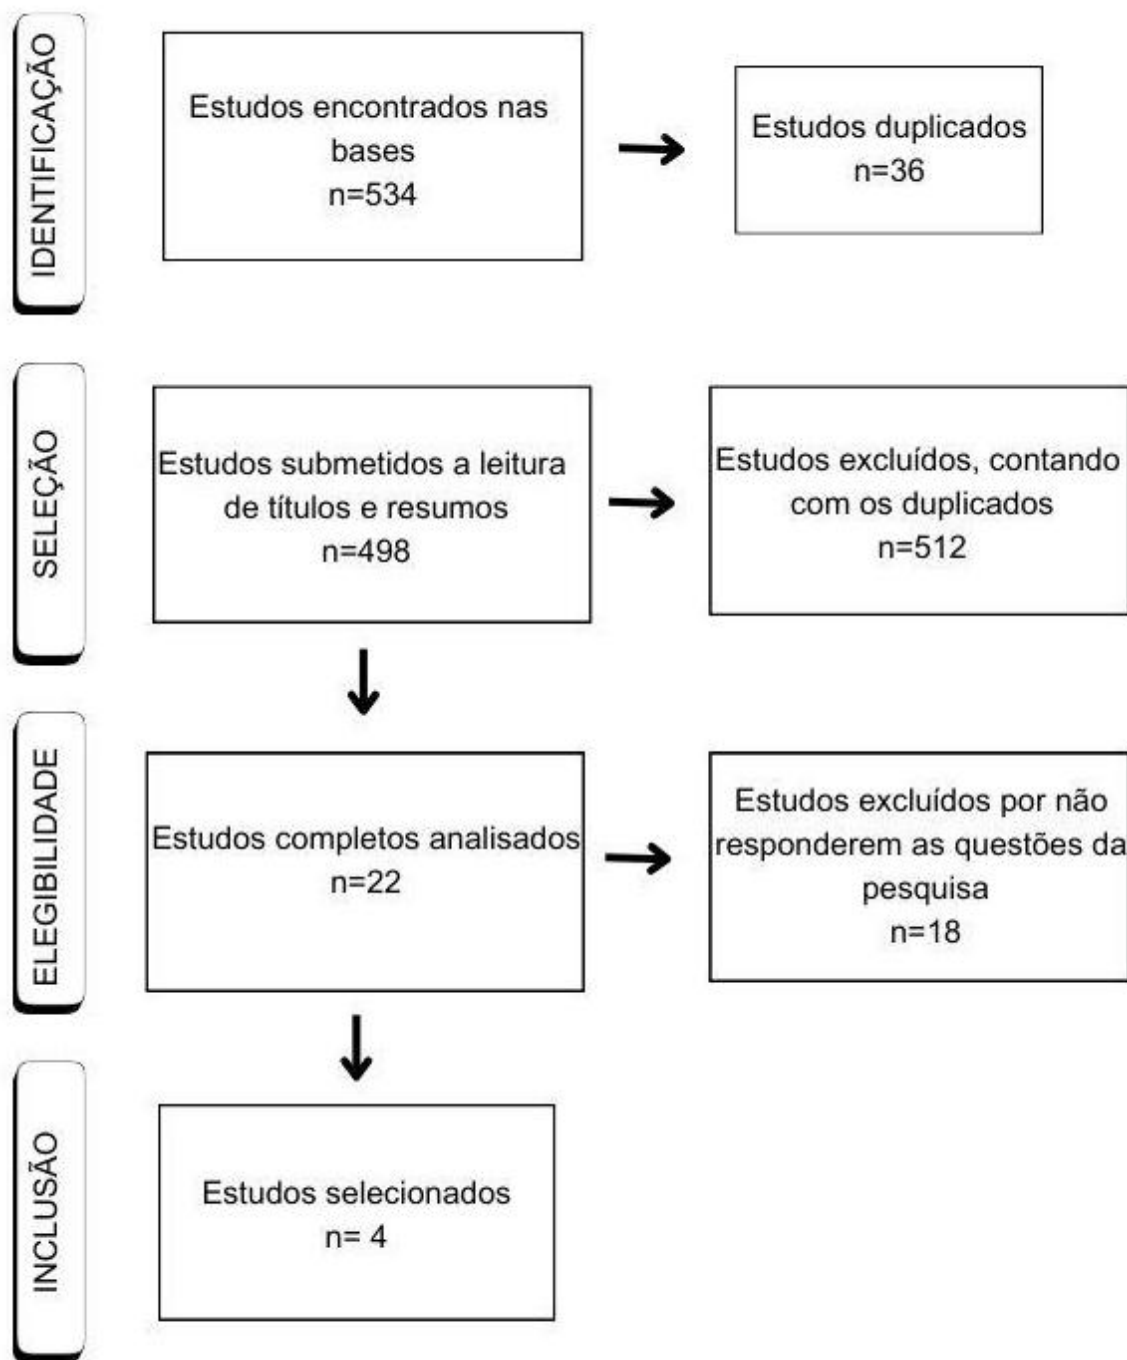 IDENTIFICAÇÃO
Estudos encontrados nas
bases
n=534
Estudos duplicados
n=36
SELEÇÃO
Estudos submetidos a leitura
de títulos e resumos
n=498
Estudos excluídos, contando
com os duplicados
n=512
ELEGIBILIDADE
Estudos completos analisados
n=22
Estudos excluídos por não
responderem as questões da
pesquisa
n=18
INCLUSÃO
Estudos selecionados
n= 4